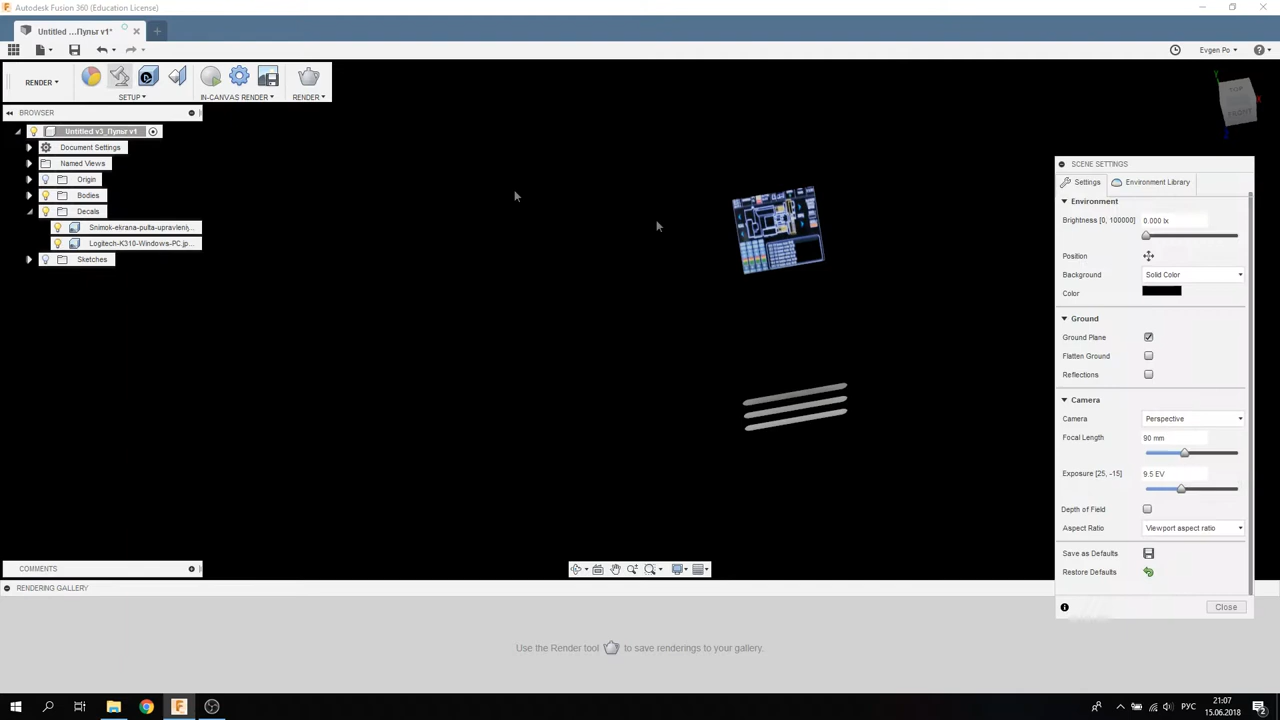 Autodesk Fusion 360 (Education License)
Untitled ...Пульт v1*
Evgen Po
RENDER
SETUP
IN-CANVAS RENDER
RENDER
BROWSER
Untitled v3_Пульт v1
Document Settings
Named Views
Origin
Bodies
Decals
Snimok-ekrana-pulta-upravleniy...
Logitech-K310-Windows-PC.jp...
Sketches
TOP
FRONT
SCENE SETTINGS
Settings
Environment Library
Environment
Brightness [0, 100000]
0.000 lx
Position
Background
Solid Color
Color
Ground
Ground Plane
Flatten Ground
Reflections
Camera
Camera
Perspective
Focal Length
90 mm
Exposure [25, -15]
9.5 EV
Depth of Field
Aspect Ratio
Viewport aspect ratio
Save as Defaults
Restore Defaults
Close
COMMENTS
RENDERING GALLERY
Use the Render tool to save renderings to your gallery.
РУС
21:07
15.06.2018
2